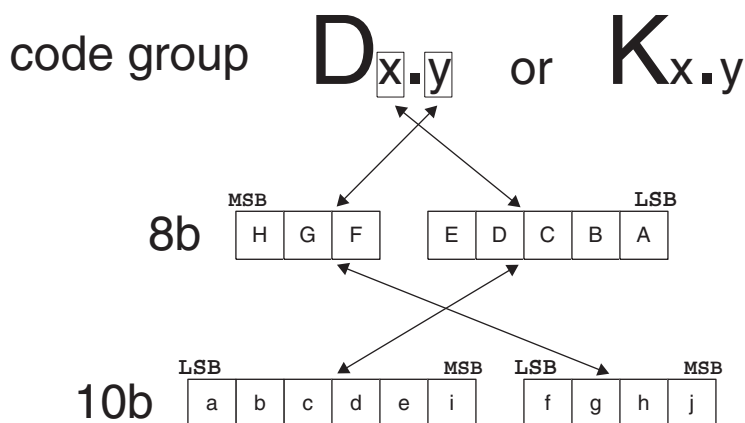 code group Dx.y or Kx.y
MSB LSB
8b H G F E D C B A
LSB MSB LSB MSB
10b a b c d e i f g h j